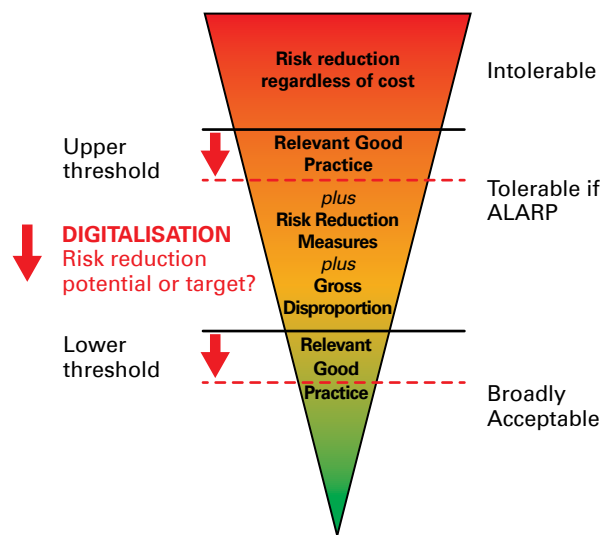 Risk reduction
regardless of cost
Intolerable
Upper
threshold
Relevant Good
Practice
plus
Risk Reduction
Measures
plus
Gross
Disproportion
Tolerable if
ALARP
DIGITALISATION
Risk reduction
potential or target?
Lower
threshold
Relevant
Good
Practice
Broadly
Acceptable